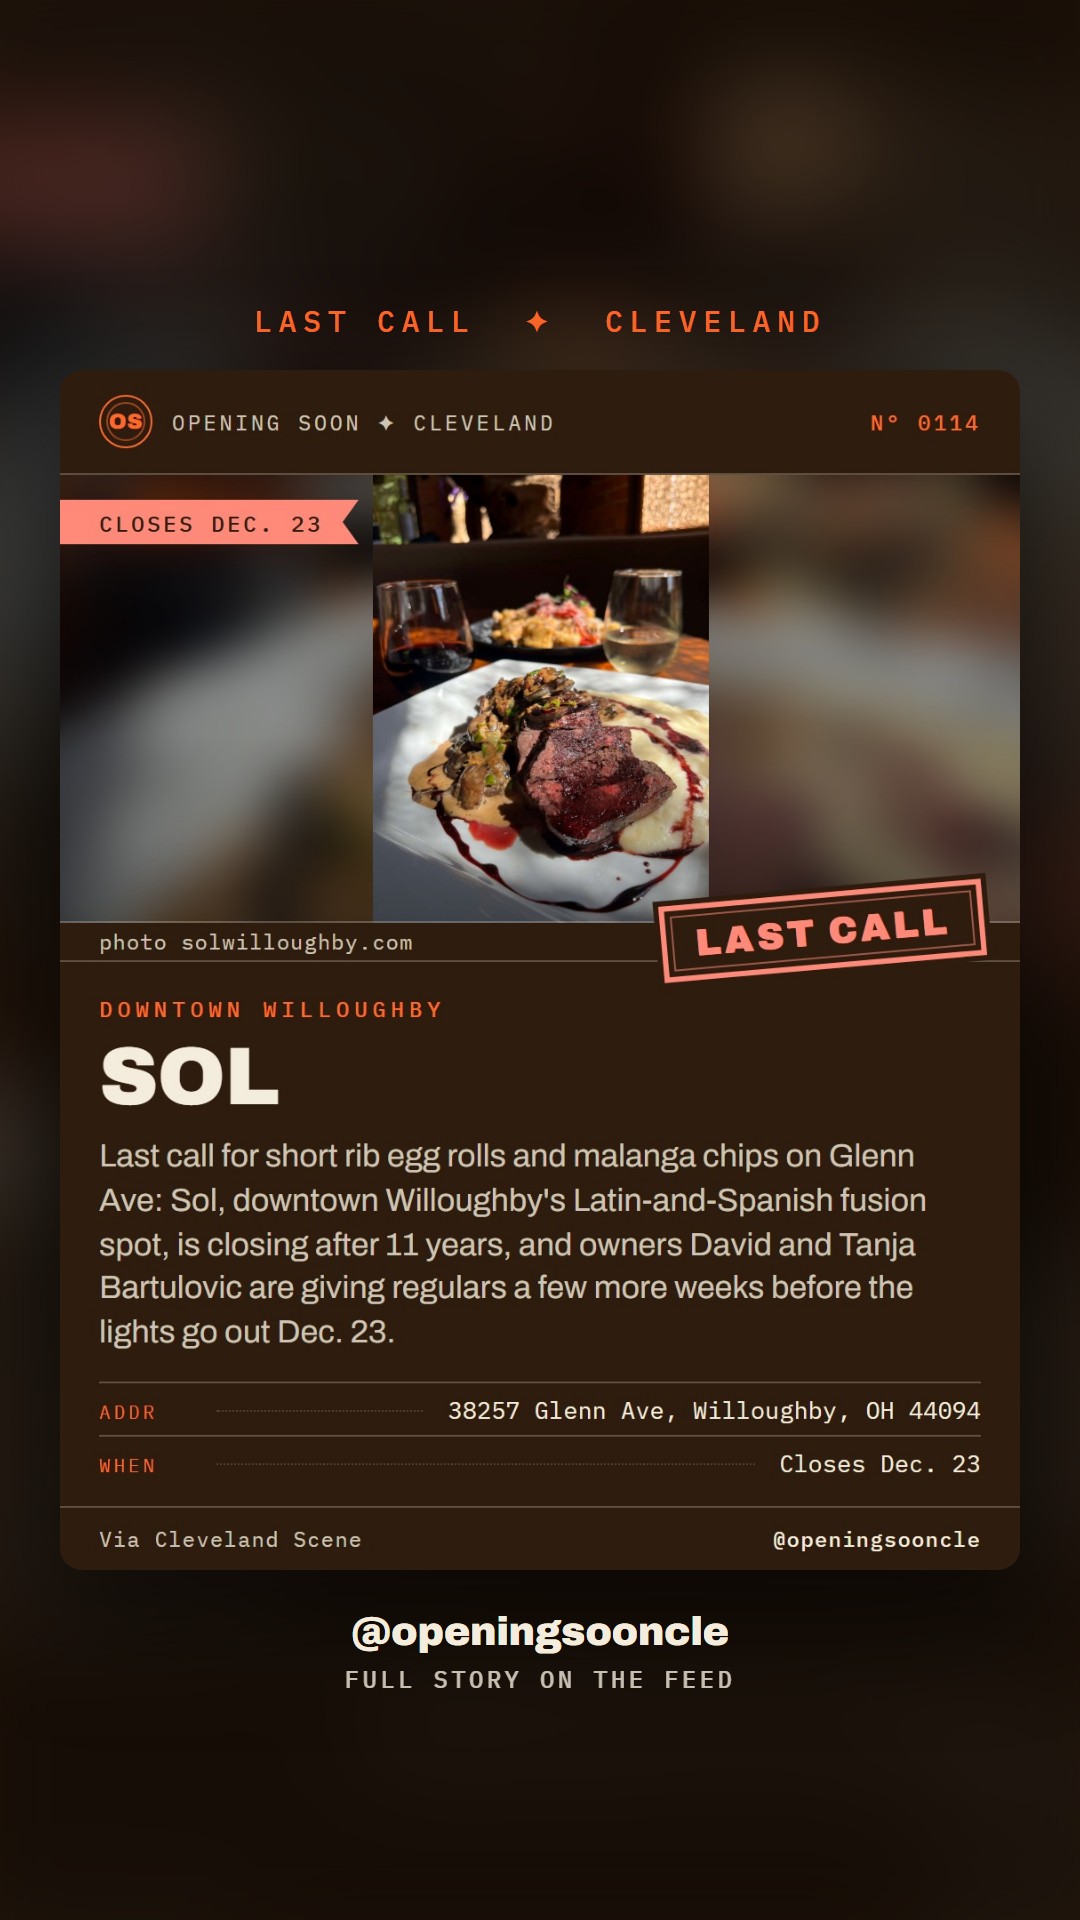 LAST CALL ✦ CLEVELAND
OS OPENING SOON ✦ CLEVELAND N° 0114
CLOSES DEC. 23
photo solwilloughby.com
LAST CALL
DOWNTOWN WILLOUGHBY
SOL
Last call for short rib egg rolls and malanga chips on Glenn
Ave: Sol, downtown Willoughby's Latin-and-Spanish fusion
spot, is closing after 11 years, and owners David and Tanja
Bartulovic are giving regulars a few more weeks before the
lights go out Dec. 23.
ADDR 38257 Glenn Ave, Willoughby, OH 44094
WHEN Closes Dec. 23
Via Cleveland Scene @openingsooncle
@openingsooncle
FULL STORY ON THE FEED